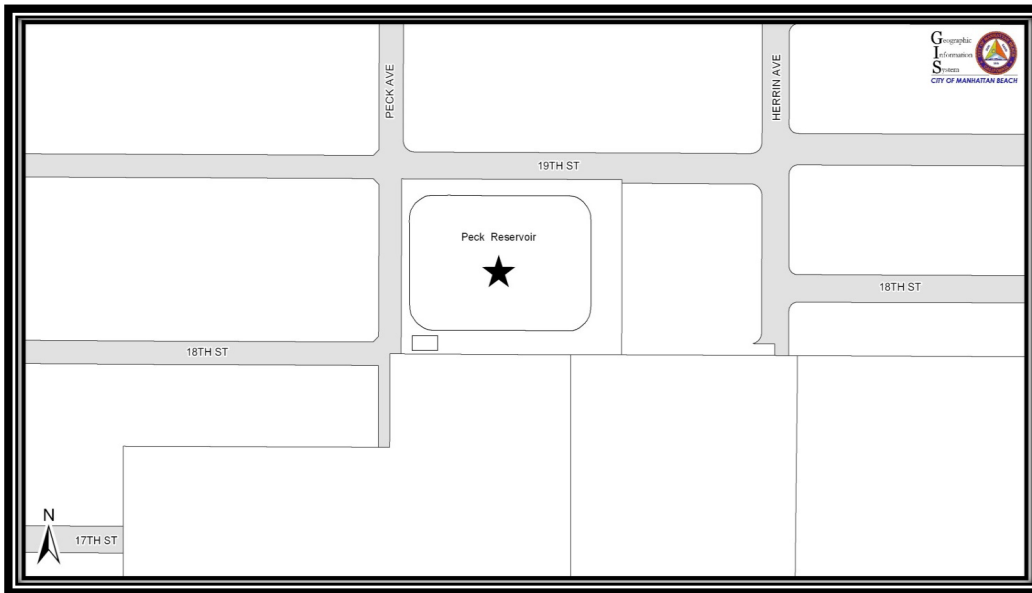 PECK AVE
HERRIN AVE
Geographic
Information
System
CITY OF MANHATTAN BEACH
19TH ST
Peck Reservoir
18TH ST
18TH ST
N
17TH ST